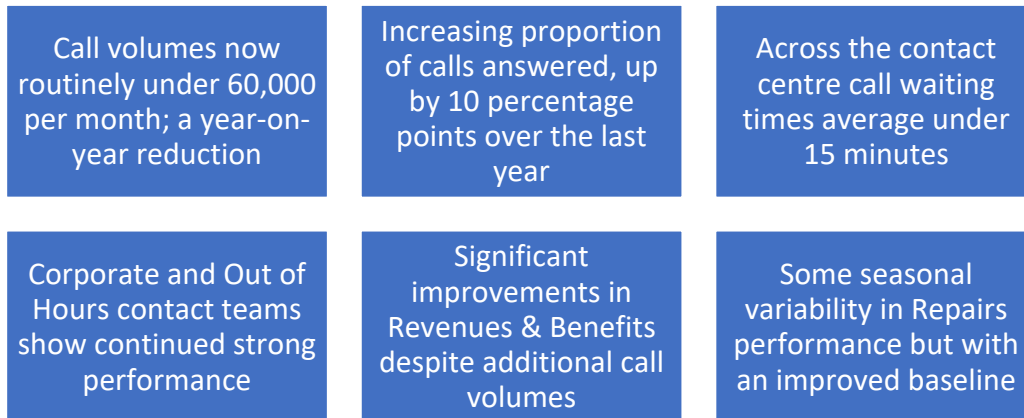 Call volumes now
routinely under 60,000
per month; a year-on-
year reduction
Increasing proportion
of calls answered, up
by 10 percentage
points over the last
year
Across the contact
centre call waiting
times average under
15 minutes
Corporate and Out of
Hours contact teams
show continued strong
performance
Significant
improvements in
Revenues & Benefits
despite additional call
volumes
Some seasonal
variability in Repairs
performance but with
an improved baseline